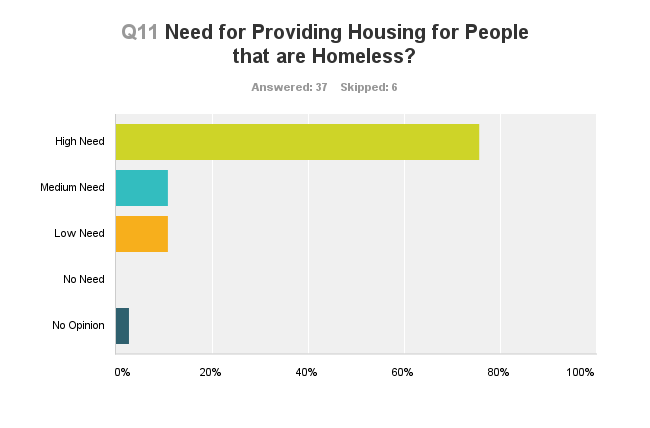 Q11 Need for Providing Housing for People
that are Homeless?
Answered: 37 Skipped: 6
High Need
Medium Need
Low Need
No Need
No Opinion
0% 20% 40% 60% 80% 100%